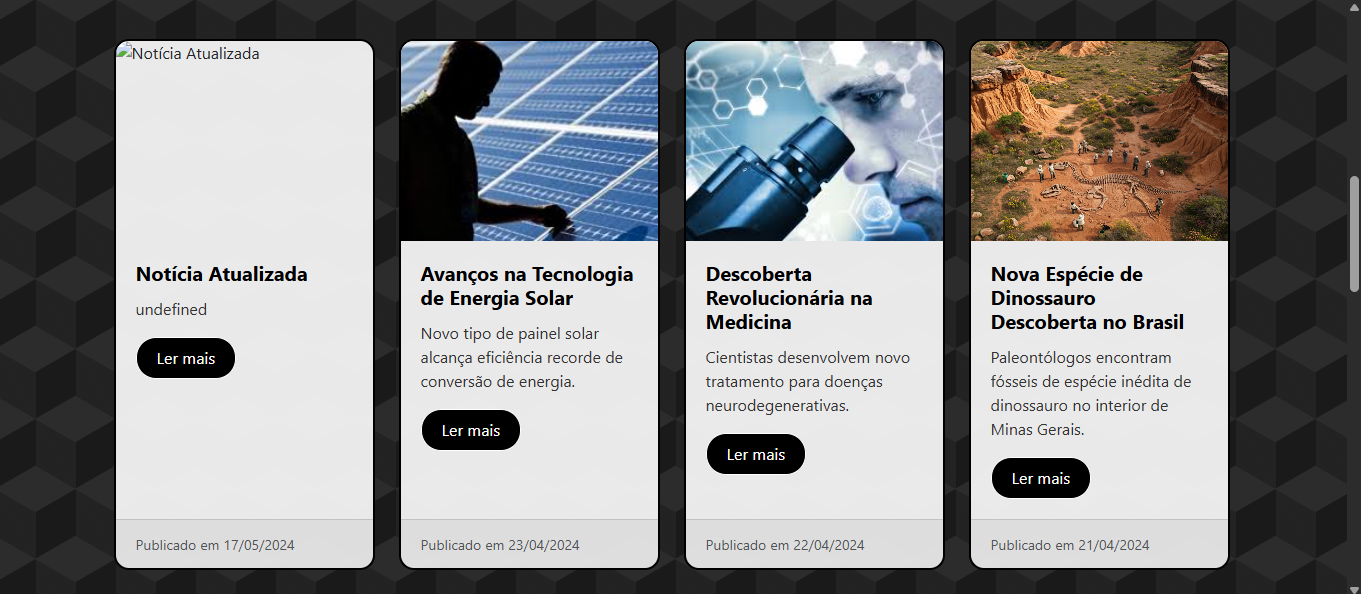 Notícia Atualizada
Notícia Atualizada
undefined
Ler mais
Publicado em 17/05/2024
Avanços na Tecnologia
de Energia Solar
Novo tipo de painel solar
alcança eficiência recorde de
conversão de energia.
Ler mais
Publicado em 23/04/2024
Descoberta
Revolucionária na
Medicina
Cientistas desenvolvem novo
tratamento para doenças
neurodegenerativas.
Ler mais
Publicado em 22/04/2024
Nova Espécie de
Dinossauro
Descoberta no Brasil
Paleontólogos encontram
fósseis de espécie inédita de
dinossauro no interior de
Minas Gerais.
Ler mais
Publicado em 21/04/2024